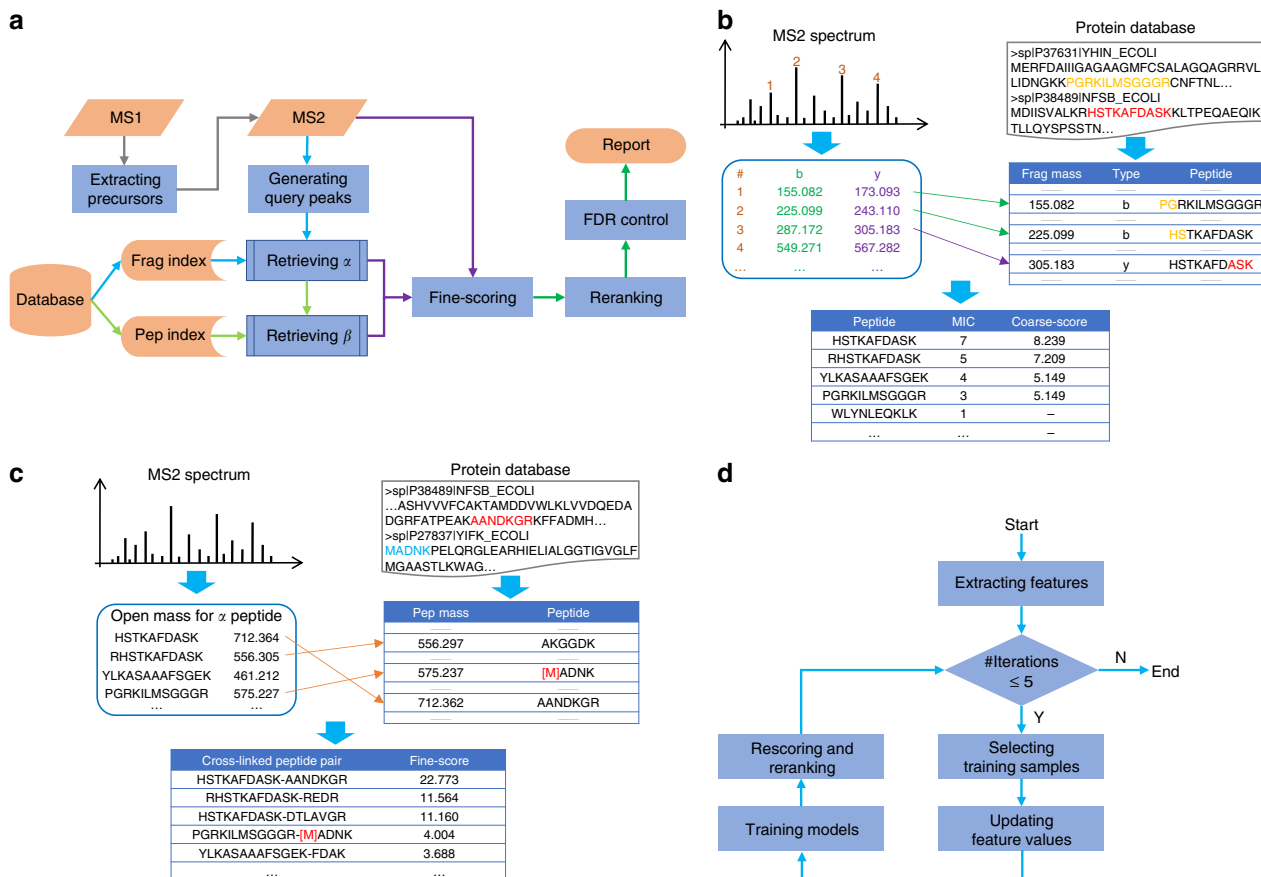 a
MS1
MS2
Extracting
precursors
Generating
query peaks
Report
FDR control
Frag index
Retrieving α
Database
Fine-scoring
Reranking
Pep index
Retrieving β
b
MS2 spectrum
1
2
3
4
Protein database
>sp|P37631|YHIN_ECOLI
MERFDAIIIGAGAAGMFCSALAGQAGRRVL
LIDNGKKPGRKILMSGGGRCNFTNL...
>sp|P38489|NFSB_ECOLI
MDIISVALKRHSTKAFDASKKLTPEQAEQIK
TLLQYSPSSTN...
# b y
1 155.082 173.093
2 225.099 243.110
3 287.172 305.183
4 549.271 567.282
... ... ...
Frag mass Type Peptide
155.082 b PGRKILMSGGGR
225.099 b HSTKAFDASK
305.183 y HSTKAFDASK
Peptide MIC Coarse-score
HSTKAFDASK 7 8.239
RHSTKAFDASK 5 7.209
YLKASAAAFSGEK 4 5.149
PGRKILMSGGGR 3 5.149
WLYNLEQKLK 1 –
... ... –
c
MS2 spectrum
Protein database
>sp|P38489|NFSB_ECOLI
...ASHVVVFCAKTAMDDVWLKLVVDQEDA
DGRFATPEAKAANDKGRKFFADMH...
>sp|P27837|YIFK_ECOLI
MADNKPELQRGLEARHIELIALGGTIGVGLF
MGAASTLKWAG...
Open mass for α peptide
HSTKAFDASK 712.364
RHSTKAFDASK 556.305
YLKASAAAFSGEK 461.212
PGRKILMSGGGR 575.227
... ...
Pep mass Peptide
556.297 AKGGDK
575.237 [M]ADNK
712.362 AANDKGR
Cross-linked peptide pair Fine-score
HSTKAFDASK-AANDKGR 22.773
RHSTKAFDASK-REDR 11.564
HSTKAFDASK-DTLAVGR 11.160
PGRKILMSGGGR-[M]ADNK 4.004
YLKASAAAFSGEK-FDAK 3.688
... ...
d
Start
Extracting features
#Iterations
≤ 5
N
End
Y
Rescoring and
reranking
Selecting
training samples
Training models
Updating
feature values